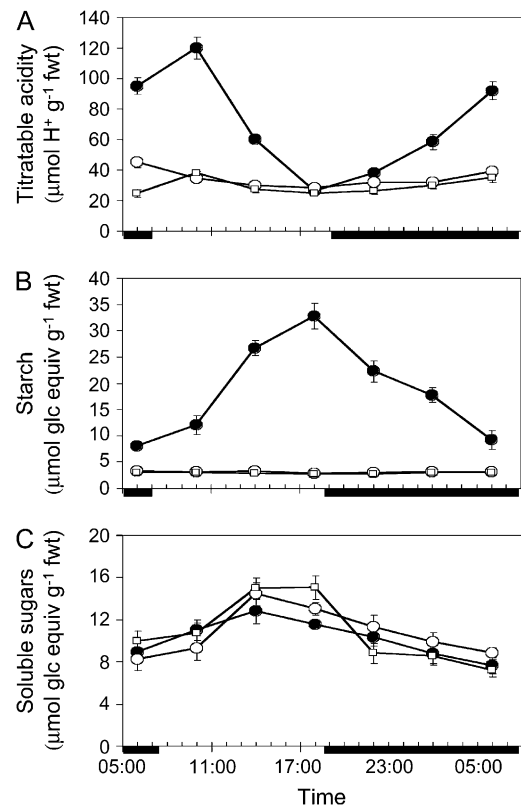 A
140
120
100
80
60
40
20
0
Titratable acidity
(µmol H⁺ g⁻¹ fwt)
B
40
35
30
25
20
15
10
5
0
Starch
(µmol glc equiv g⁻¹ fwt)
C
20
16
12
8
4
0
Soluble sugars
(µmol glc equiv g⁻¹ fwt)
05:00 11:00 17:00 23:00 05:00
Time